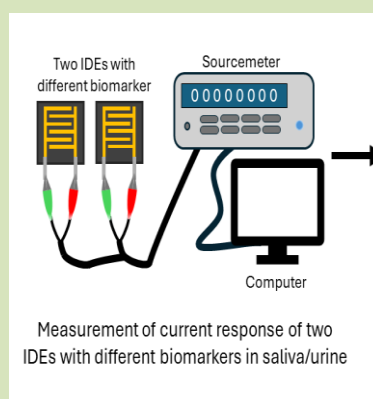 Two IDEs with
different biomarker
Sourcemeter
00000000
Computer
Measurement of current response of two
IDEs with different biomarkers in saliva/urine